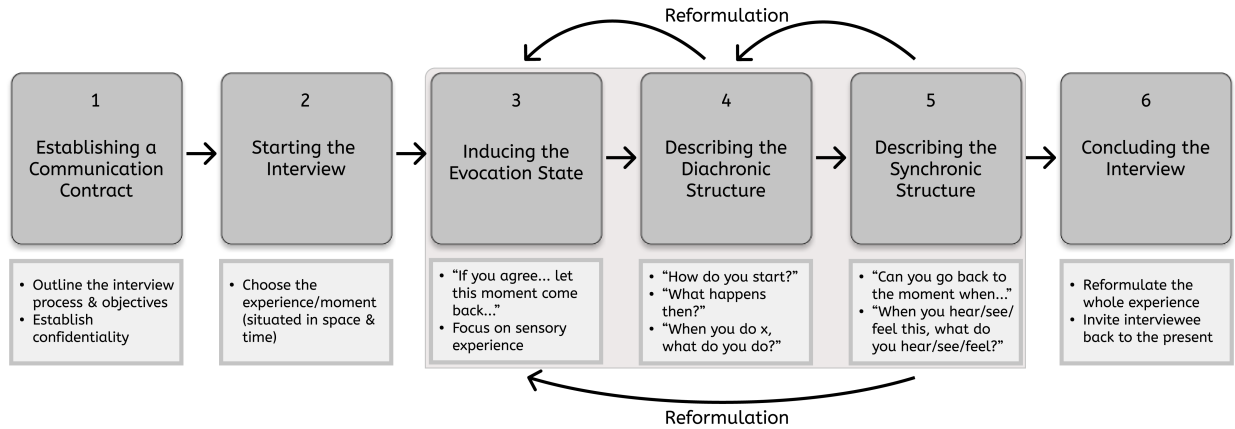 Reformulation
1
Establishing a
Communication
Contract
2
Starting the
Interview
3
Inducing the
Evocation State
4
Describing the
Diachronic
Structure
5
Describing the
Synchronic
Structure
6
Concluding the
Interview
• Outline the interview
process & objectives
• Establish
confidentiality
• Choose the
experience/moment
(situated in space &
time)
• “If you agree... let
this moment come
back...”
• Focus on sensory
experience
• “How do you start?”
• “What happens
then?”
• “When you do x,
what do you do?”
• “Can you go back to
the moment when...”
• “When you hear/see/
feel this, what do
you hear/see/feel?”
• Reformulate the
whole experience
• Invite interviewee
back to the present
Reformulation